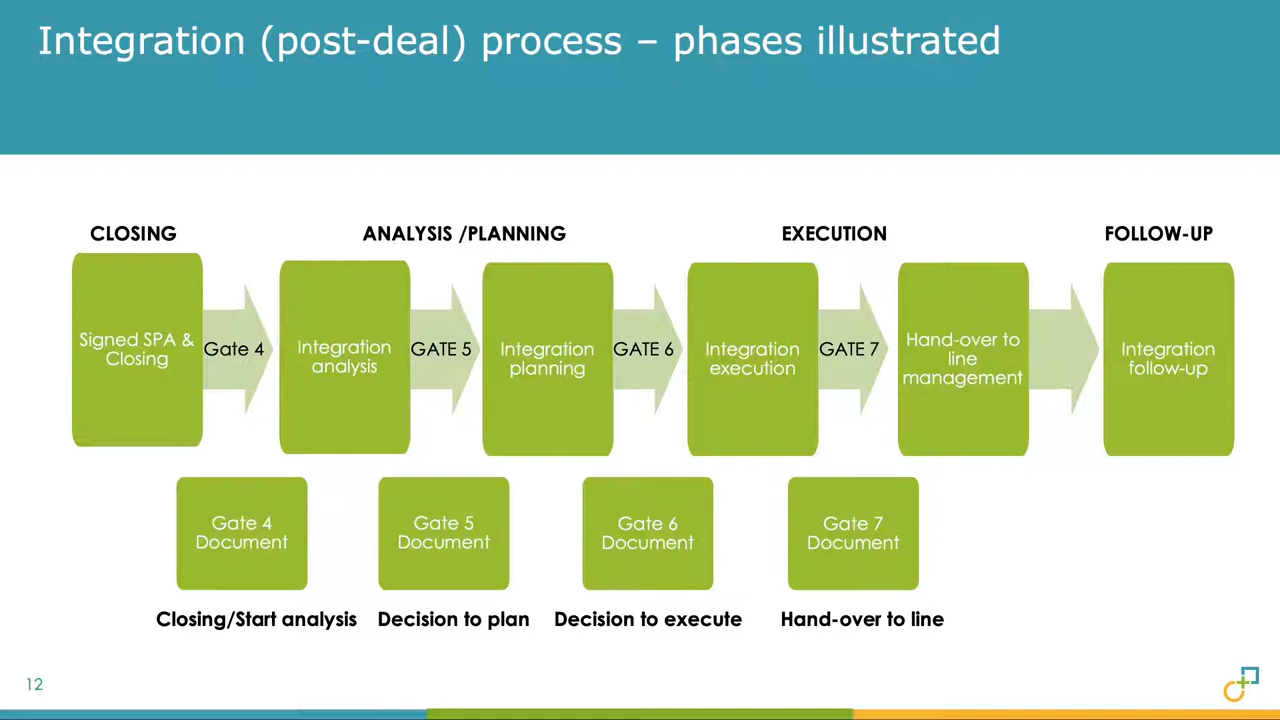 Integration (post-deal) process – phases illustrated
CLOSING
ANALYSIS /PLANNING
EXECUTION
FOLLOW-UP
Signed SPA &
Closing
Gate 4
Integration
analysis
GATE 5
Integration
planning
GATE 6
Integration
execution
GATE 7
Hand-over to
line
management
Integration
follow-up
Gate 4
Document
Gate 5
Document
Gate 6
Document
Gate 7
Document
Closing/Start analysis
Decision to plan
Decision to execute
Hand-over to line
12